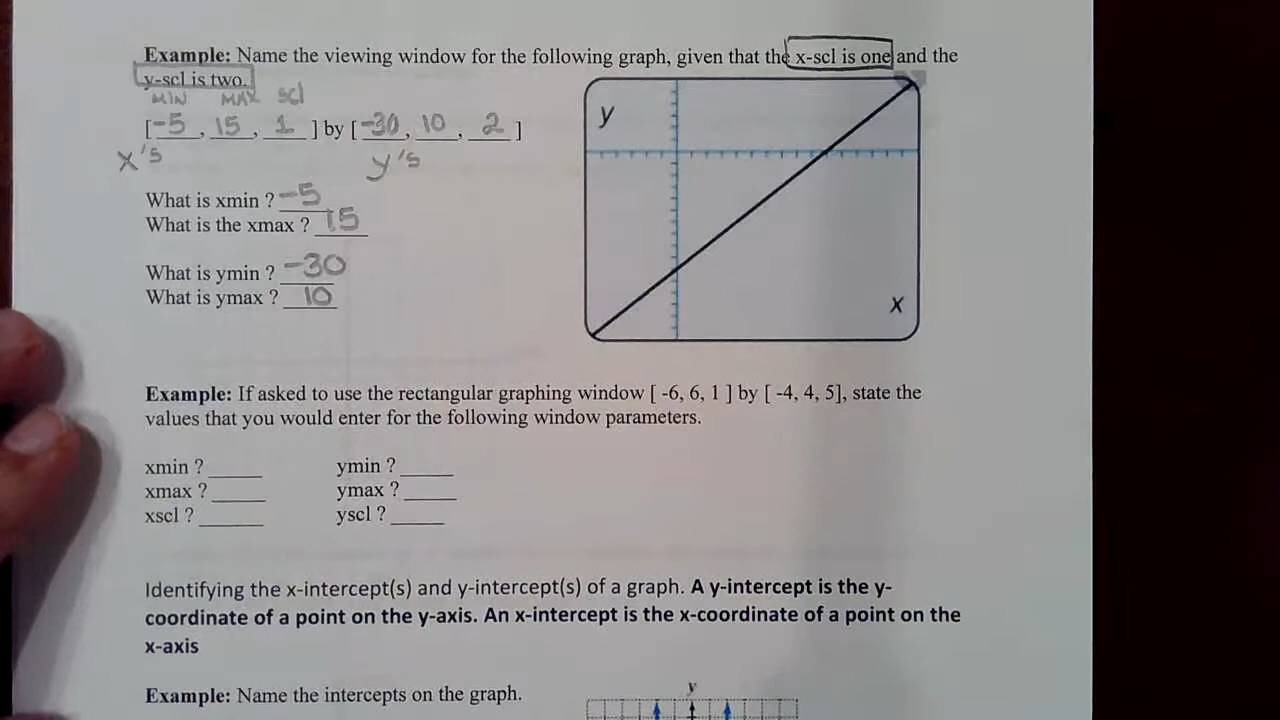 Example: Name the viewing window for the following graph, given that the x-scl is one and the
y-scl is two.
MIN MAX scl
[-5, 15, 1 ] by [-30, 10, 2 ]
x's y's
What is xmin ? -5
What is the xmax ? 15
What is ymin ? -30
What is ymax ? 10
y
x
Example: If asked to use the rectangular graphing window [ -6, 6, 1 ] by [ -4, 4, 5], state the
values that you would enter for the following window parameters.
xmin ? _____ ymin ? _____
xmax ? _____ ymax ? _____
xscl ? ______ yscl ? _____
Identifying the x-intercept(s) and y-intercept(s) of a graph. A y-intercept is the y-
coordinate of a point on the y-axis. An x-intercept is the x-coordinate of a point on the
x-axis
Example: Name the intercepts on the graph.
y